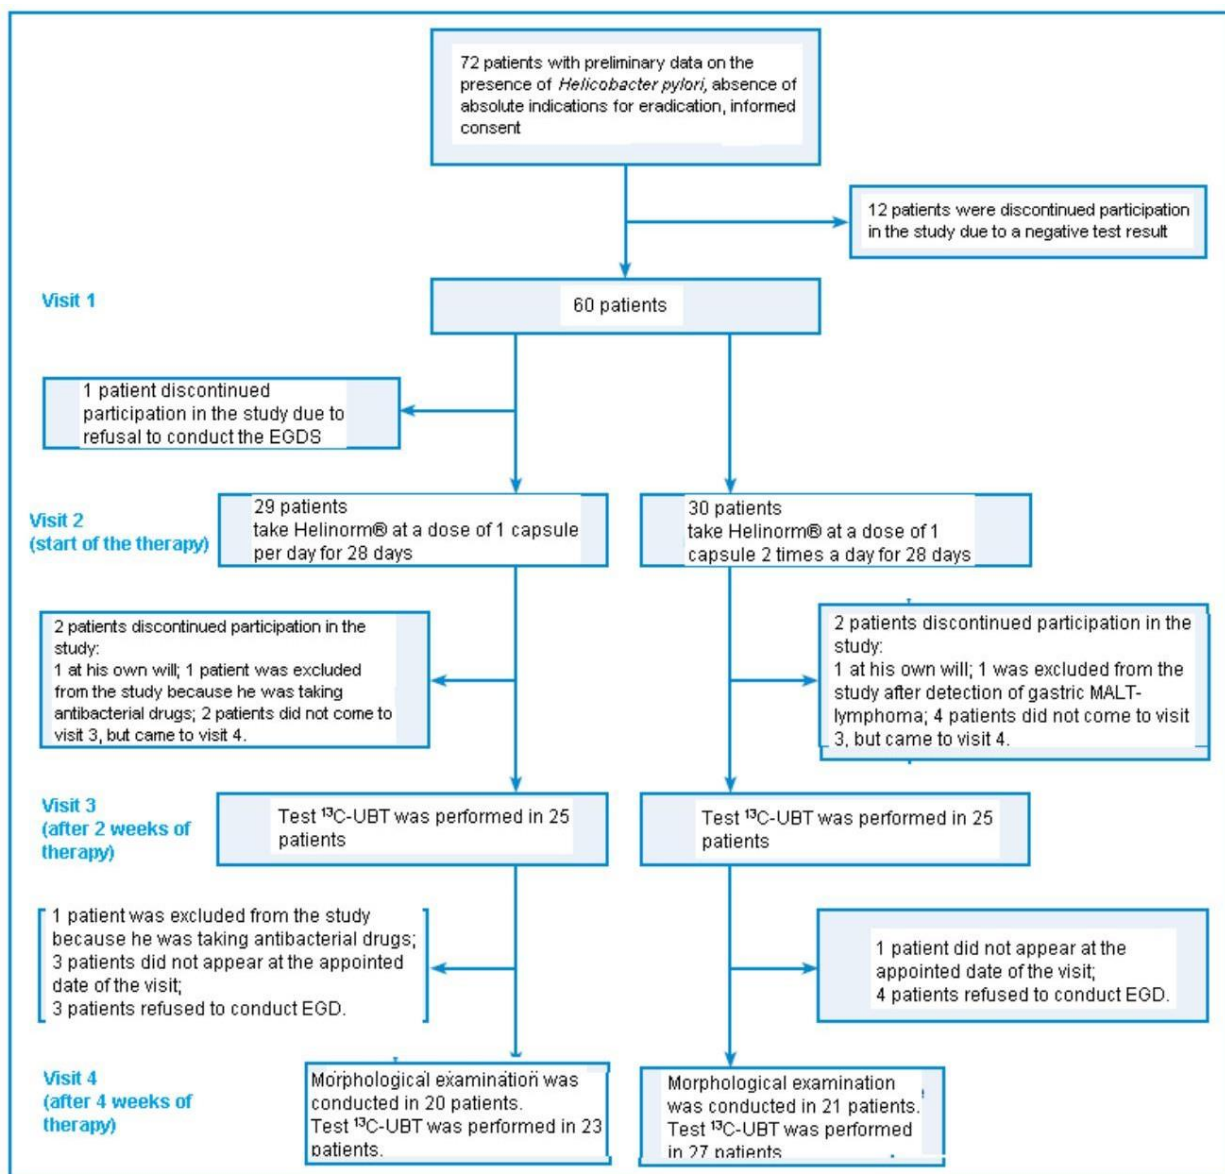 72 patients with preliminary data on the
presence of Helicobacter pylori, absence of
absolute indications for eradication, informed
consent
12 patients were discontinued participation
in the study due to a negative test result
Visit 1
60 patients
1 patient discontinued
participation in the study due to
refusal to conduct the EGDS
Visit 2
(start of the therapy)
29 patients
take Helinorm® at a dose of 1 capsule
per day for 28 days
30 patients
take Helinorm® at a dose of 1
capsule 2 times a day for 28 days
2 patients discontinued participation in the
study:
1 at his own will; 1 patient was excluded
from the study because he was taking
antibacterial drugs; 2 patients did not come to
visit 3, but came to visit 4.
2 patients discontinued participation in the
study:
1 at his own will; 1 was excluded from the
study after detection of gastric MALT-
lymphoma; 4 patients did not come to visit
3, but came to visit 4.
Visit 3
(after 2 weeks of
therapy)
Test ¹³C-UBT was performed in 25
patients
Test ¹³C-UBT was performed in 25
patients
1 patient was excluded from the study
because he was taking antibacterial drugs;
3 patients did not appear at the appointed
date of the visit;
3 patients refused to conduct EGD.
1 patient did not appear at the
appointed date of the visit;
4 patients refused to conduct EGD.
Visit 4
(after 4 weeks of
therapy)
Morphological examination was
conducted in 20 patients.
Test ¹³C-UBT was performed in 23
patients.
Morphological examination
was conducted in 21 patients.
Test ¹³C-UBT was performed
in 27 patients